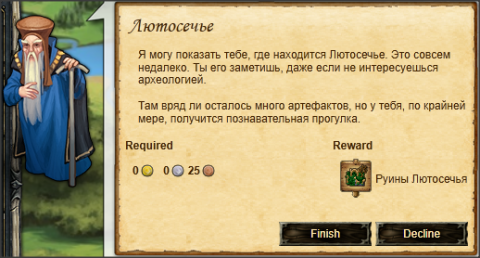 Лютосечье
Я могу показать тебе, где находится Лютосечье. Это совсем
недалеко. Ты его заметишь, даже если не интересуешься
археологией.
Там вряд ли осталось много артефактов, но у тебя, по крайней
мере, получится познавательная прогулка.
Required Reward
0 0 25
Руины Лютосечья
Finish Decline